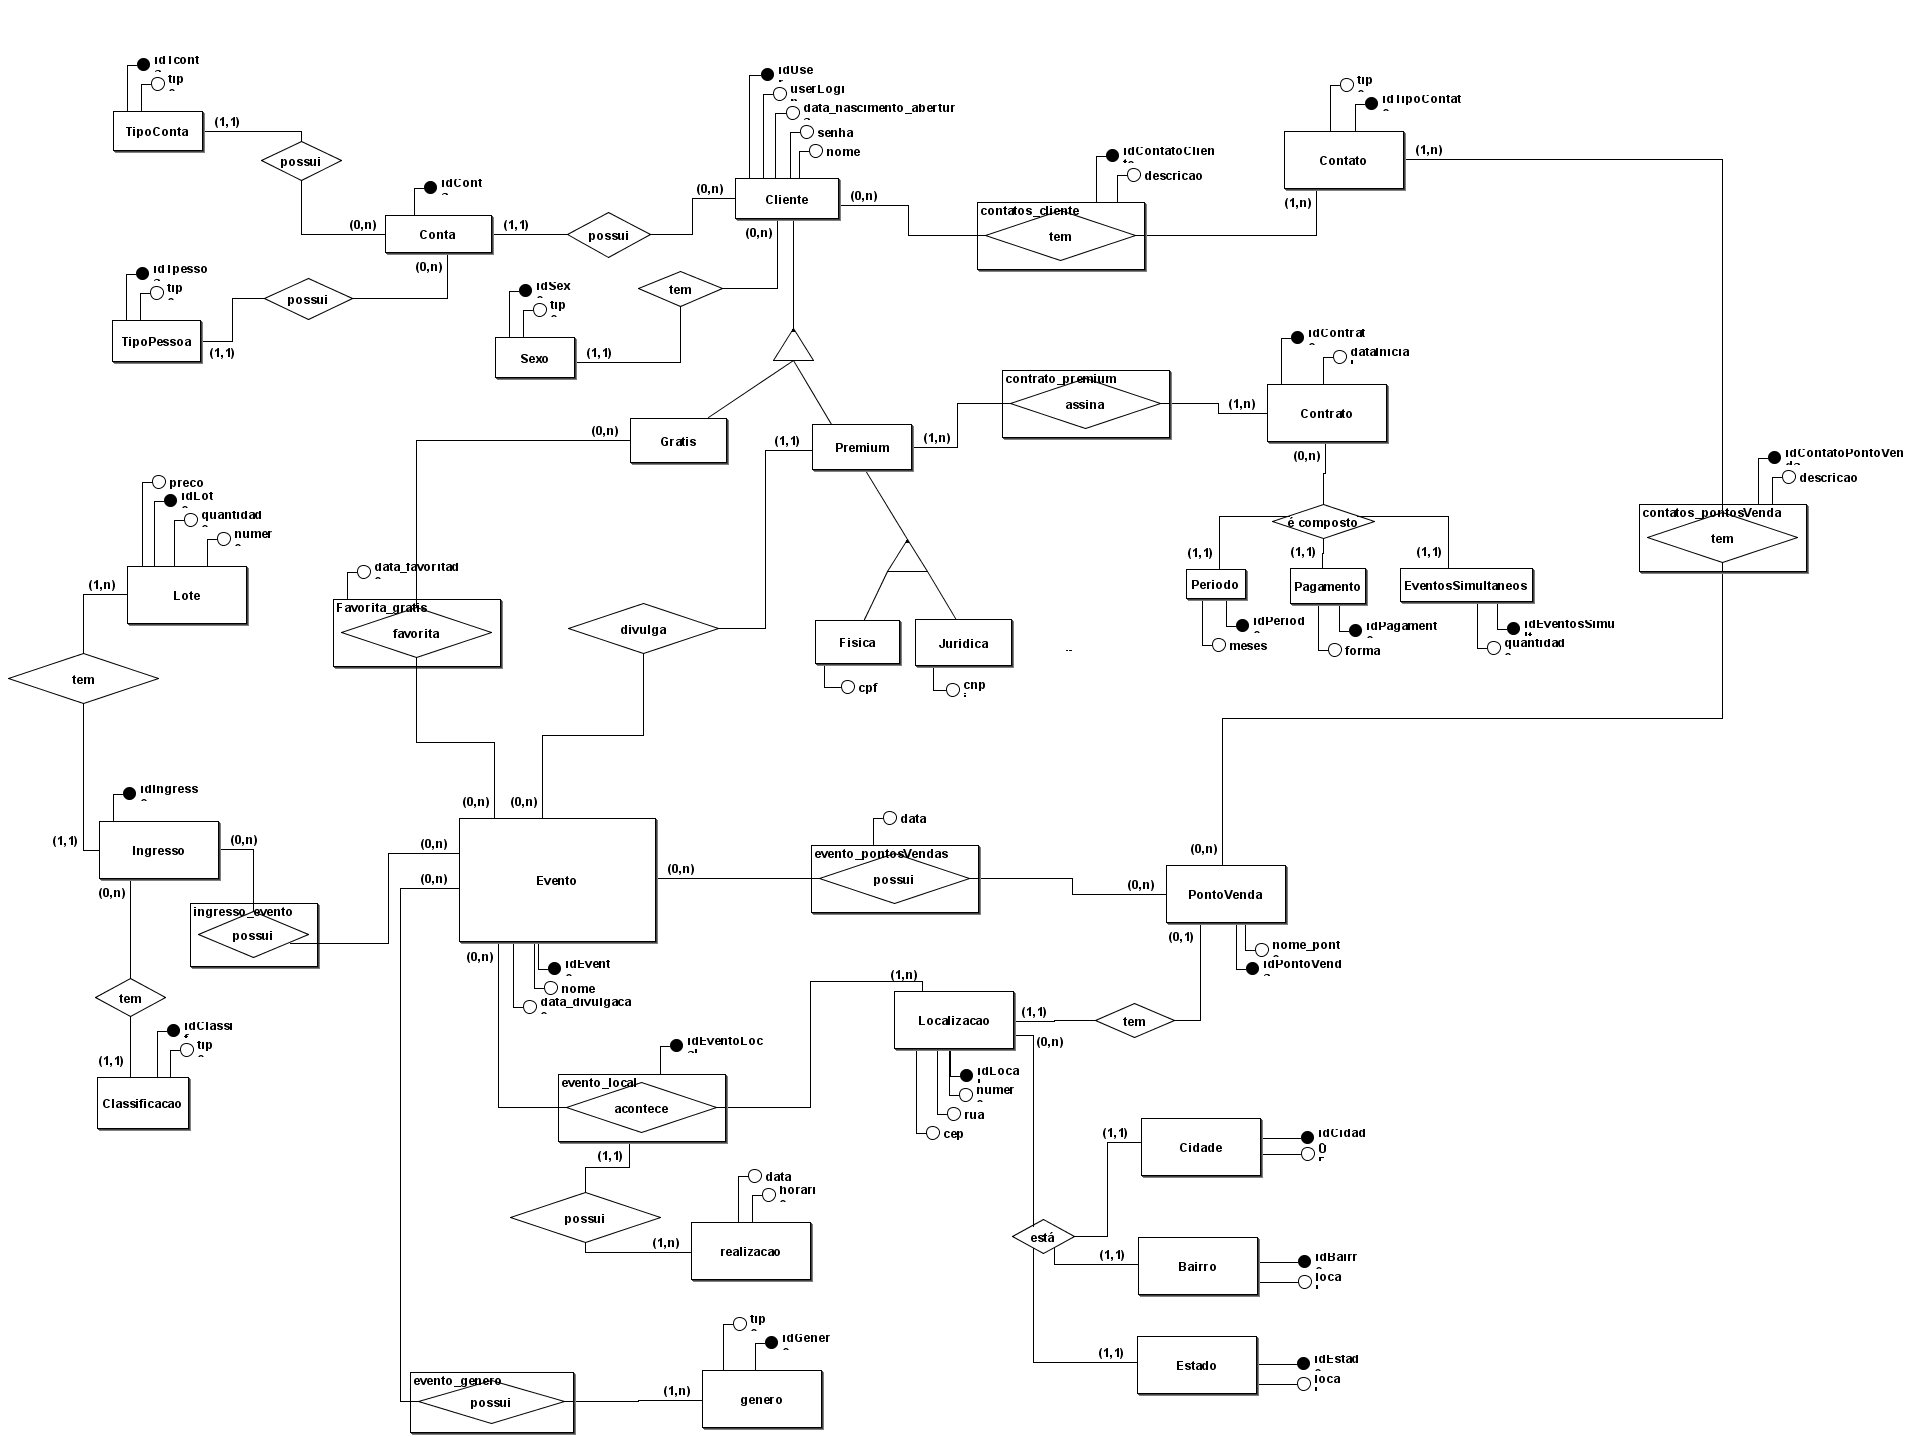 idTcont
tip
TipoConta
(1,1)
possui
(0,n)
idCont
Conta
(1,1)
(0,n)
possui
idTpesso
tip
TipoPessoa
(1,1)
possui
idUse
userLogi
data_nascimento_abertur
senha
nome
(0,n)
Cliente
(0,n)
(0,n)
idSex
tip
Sexo
(1,1)
tem
idContatoClien
descricao
contatos_cliente
tem
tip
idTipoContat
Contato
(1,n)
(1,n)
idContrat
dataInicia
contrato_premium
assina
(1,n)
Contrato
(0,n)
(0,n)
Gratis
(1,1)
Premium
(1,n)
idContatoPontoVen
descricao
contatos_pontosVenda
tem
é composto
(1,1)
(1,1)
(1,1)
Periodo
Pagamento
EventosSimultaneos
idPeriod
meses
idPagament
forma
idEventosSimu
quantidad
preco
idLot
quantidad
numer
(1,n)
Lote
tem
data_favoritad
Favorita_gratis
favorita
divulga
Fisica
Juridica
cpf
cnp
idIngress
(1,1)
Ingresso
(0,n)
(0,n)
ingresso_evento
possui
tem
idClassi
tip
(1,1)
Classificacao
(0,n)
(0,n)
(0,n)
(0,n)
Evento
(0,n)
(0,n)
idEvent
nome
data_divulgaca
data
evento_pontosVendas
possui
(0,n)
(0,n)
PontoVenda
(0,1)
nome_pont
idPontoVend
(1,n)
Localizacao
(1,1)
(0,n)
tem
idLoca
numer
rua
cep
idEventoLoc
evento_local
acontece
(1,1)
possui
data
horari
(1,n)
realizacao
(1,1)
Cidade
idCidad
está
(1,1)
Bairro
idBairr
loca
(1,1)
Estado
idEstad
loca
tip
idGener
evento_genero
possui
(1,n)
genero